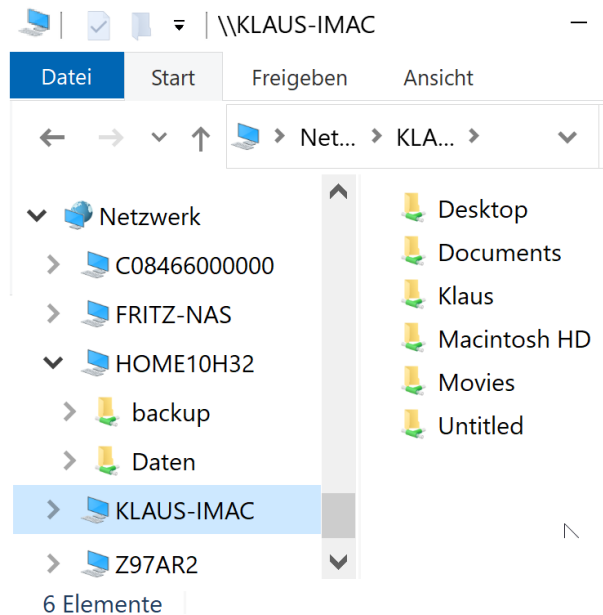 \\KLAUS-IMAC
Datei Start Freigeben Ansicht
Net... KLA...
Netzwerk
C08466000000
FRITZ-NAS
HOME10H32
backup
Daten
KLAUS-IMAC
Z97AR2
Desktop
Documents
Klaus
Macintosh HD
Movies
Untitled
6 Elemente